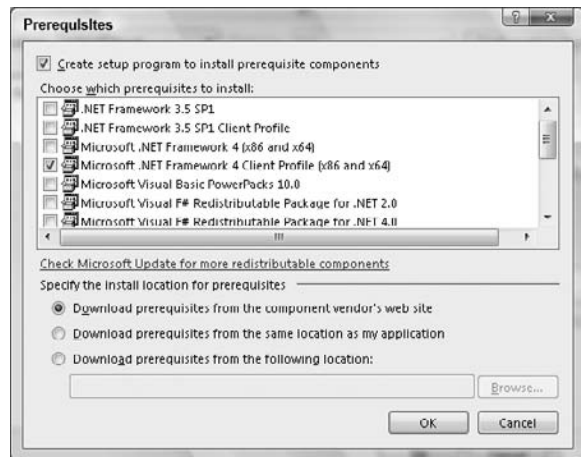 Prerequisites
Create setup program to install prerequisite components
Choose which prerequisites to install:
.NET Framework 3.5 SP1
.NET Framework 3.5 SP1 Client Profile
Microsoft .NET Framework 4 (x86 and x64)
Microsoft .NET Framework 4 Client Profile (x86 and x64)
Microsoft Visual Basic PowerPacks 10.0
Microsoft Visual F# Redistributable Package for .NET 2.0
Microsoft Visual F# Redistributable Package for .NET 4.0
Check Microsoft Update for more redistributable components
Specify the install location for prerequisites
Download prerequisites from the component vendor's web site
Download prerequisites from the same location as my application
Download prerequisites from the following location:
Browse...
OK Cancel